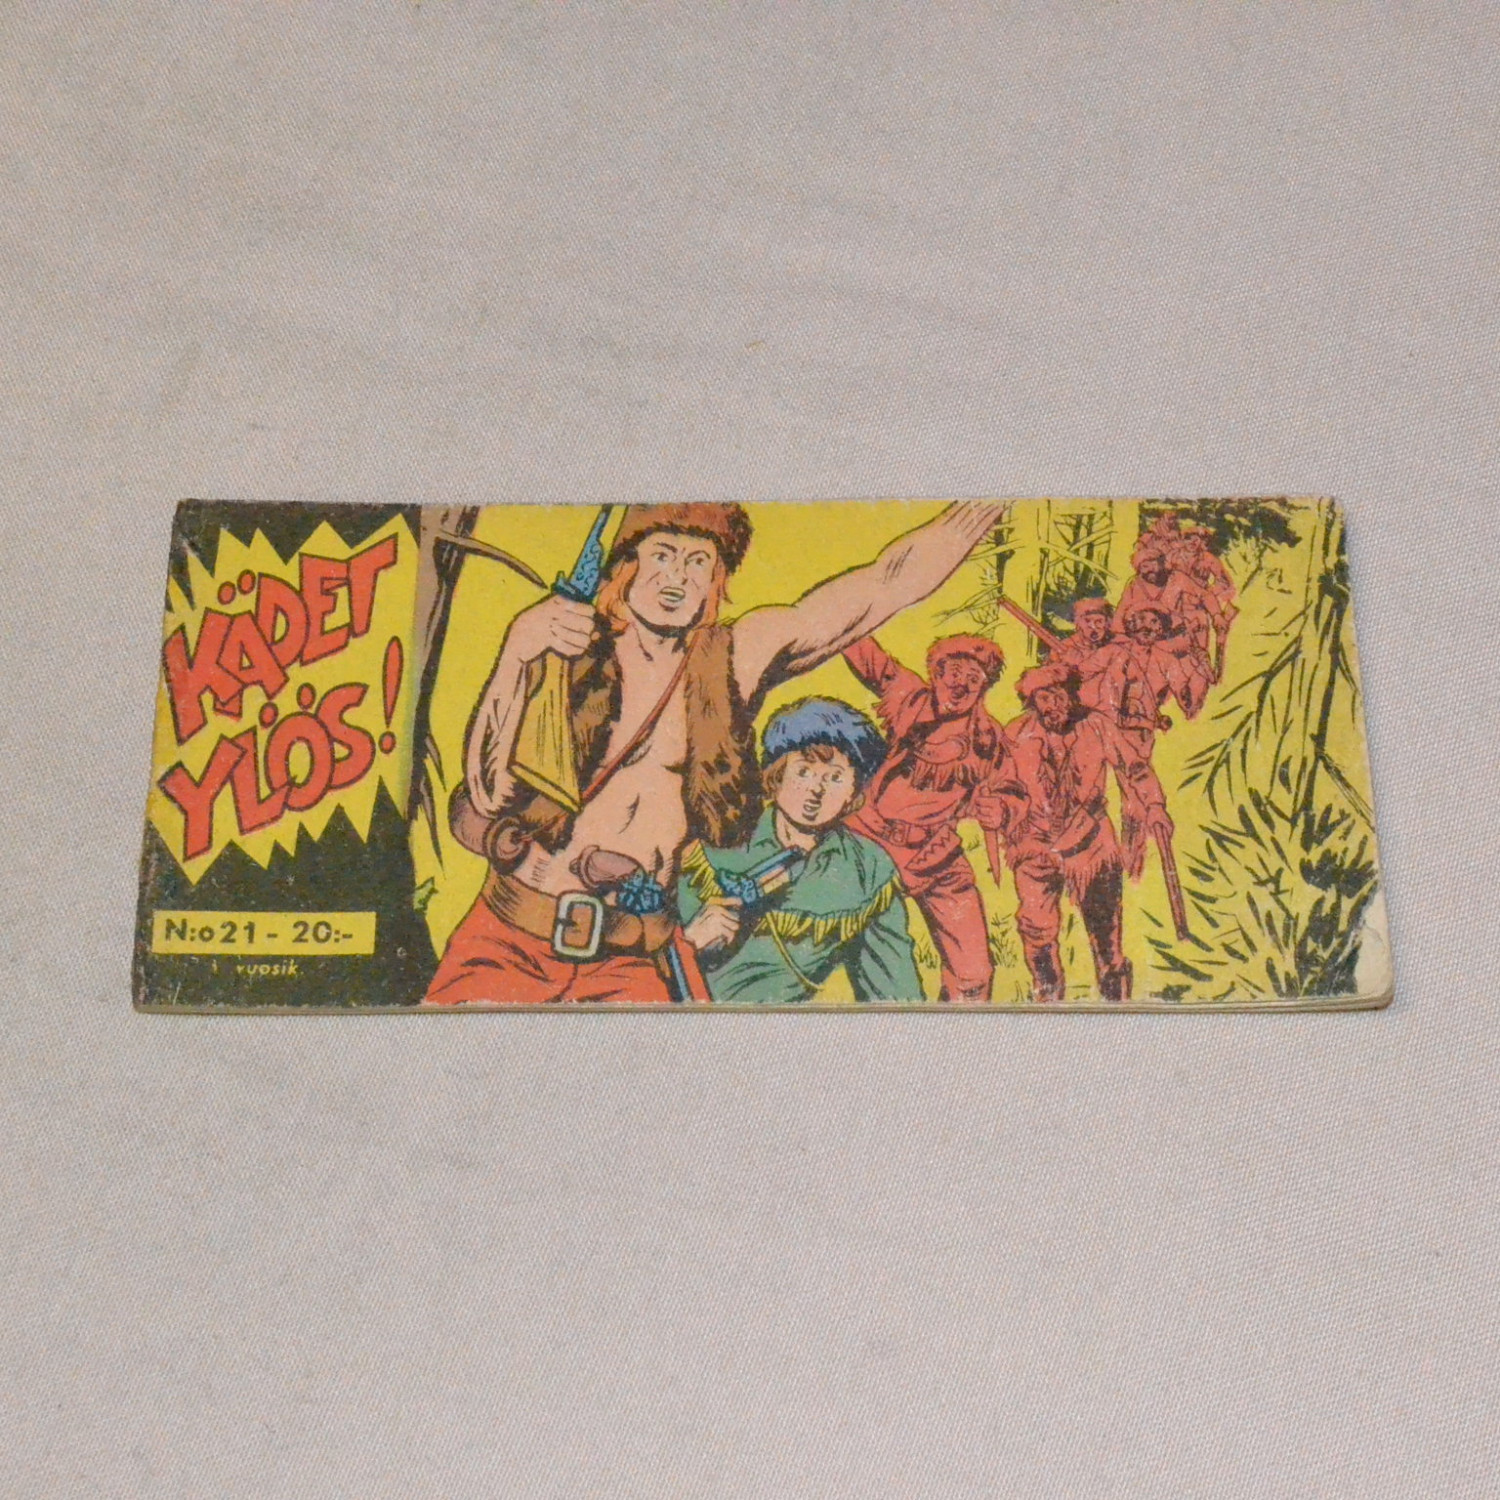 KÄDET
YLÖS!
N:o 21 - 20:-
vuosik.